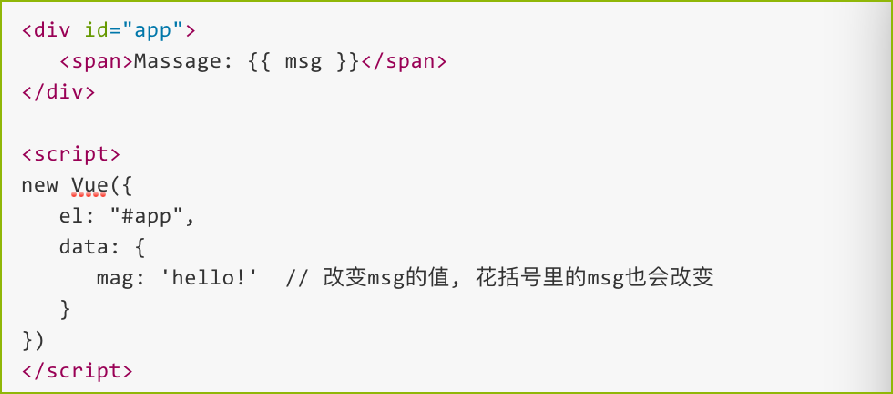 <div id="app">
<span>Massage: {{ msg }}</span>
</div>
<script>
new Vue({
el: "#app",
data: {
mag: 'hello!'  // 改变msg的值, 花括号里的msg也会改变
}
})
</script>